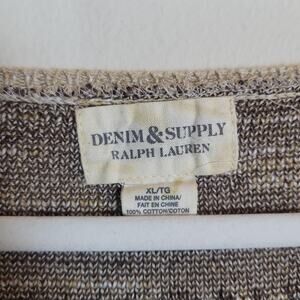 DENIM & SUPPLY
RALPH LAUREN
XL/TG
MADE IN CHINA/
FAIT EN CHINE
100% COTTON/COTON